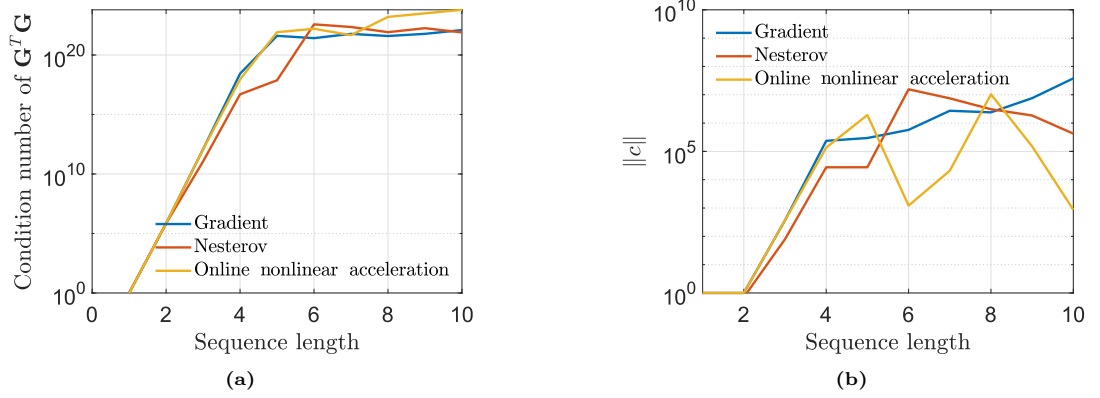 Condition number of G^T G
10^20
10^10
10^0
0 2 4 6 8 10
Gradient
Nesterov
Online nonlinear acceleration
Sequence length
(a)
||c||
10^10
10^5
10^0
2 4 6 8 10
Gradient
Nesterov
Online nonlinear acceleration
Sequence length
(b)